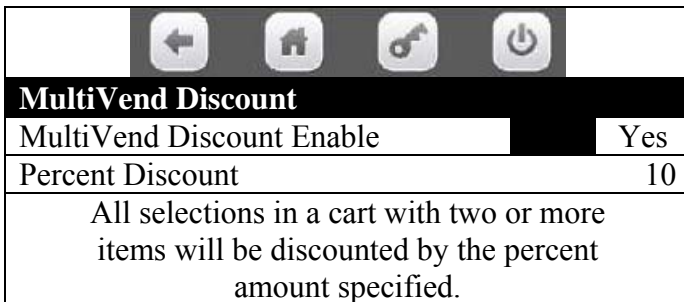 MultiVend Discount
MultiVend Discount Enable Yes
Percent Discount 10
All selections in a cart with two or more
items will be discounted by the percent
amount specified.